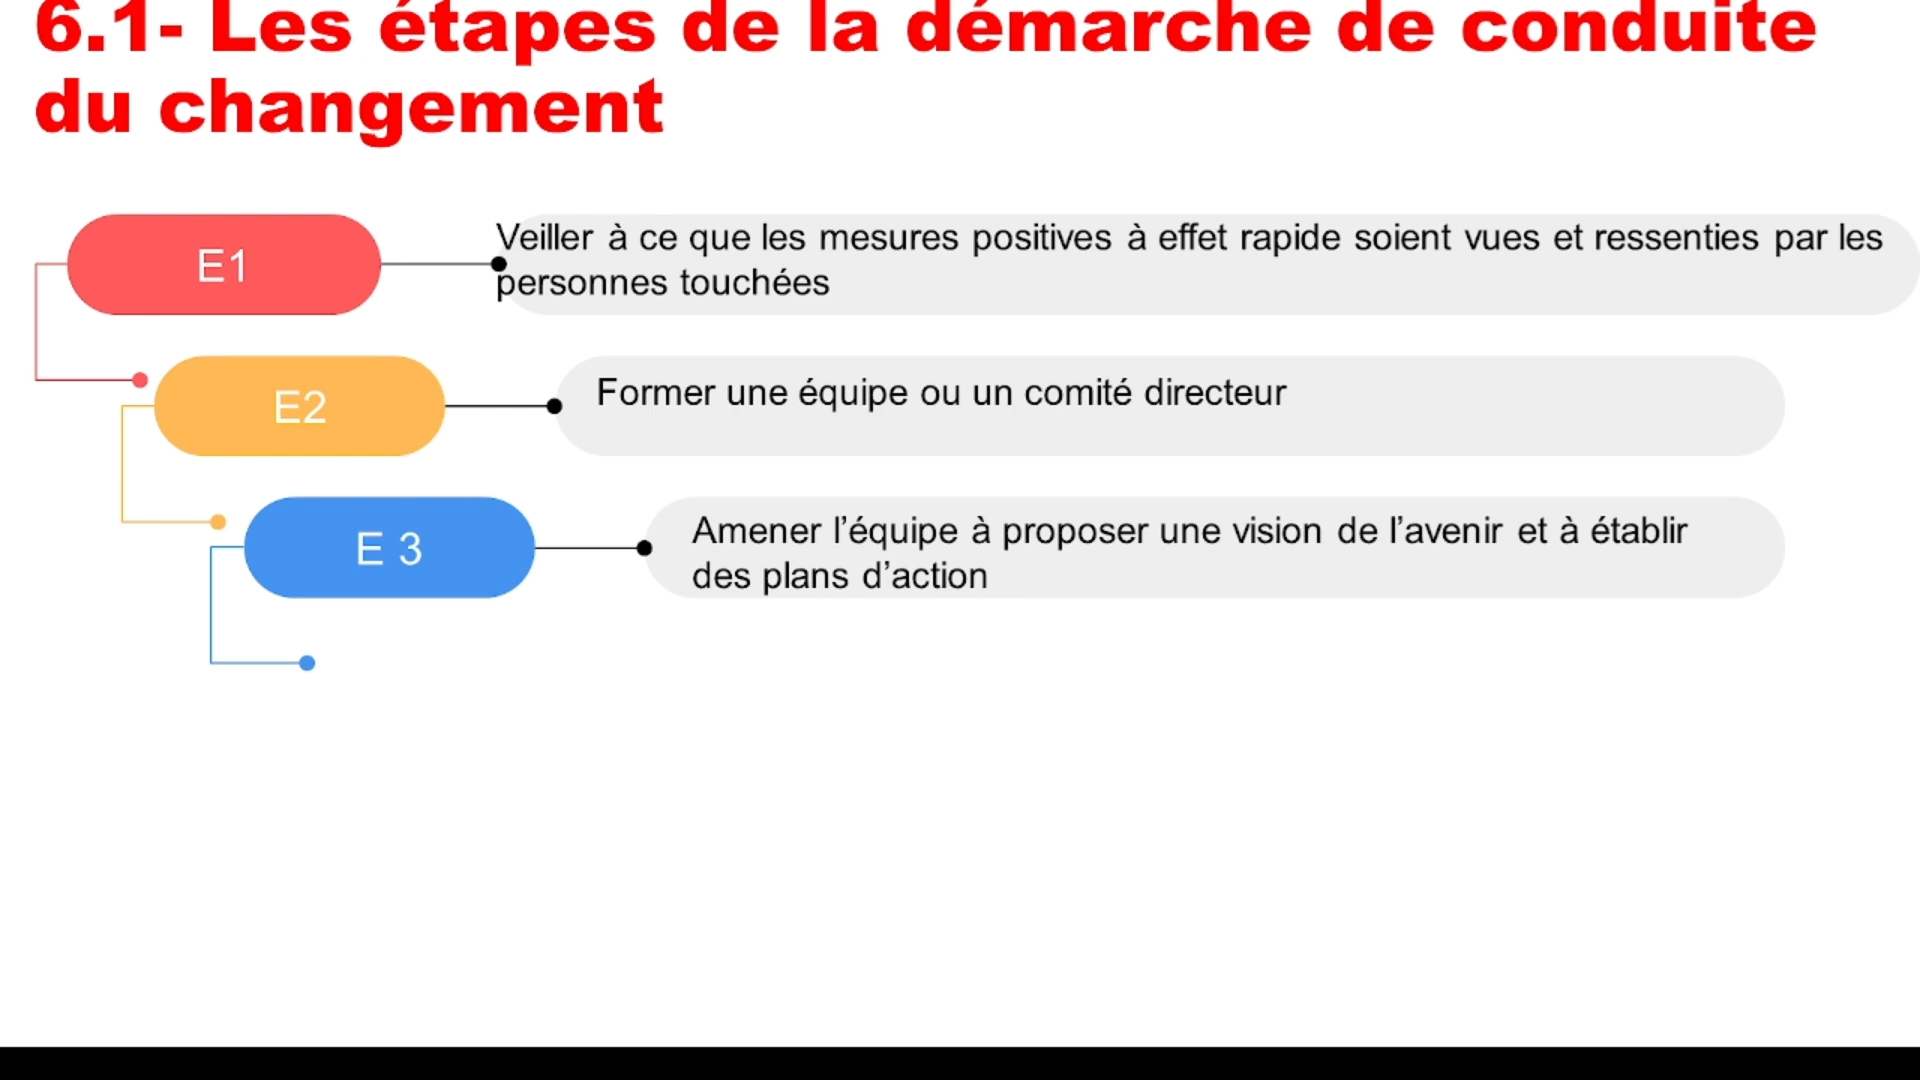 6.1- Les étapes de la démarche de conduite
du changement
E1
Veiller à ce que les mesures positives à effet rapide soient vues et ressenties par les
personnes touchées
E2
Former une équipe ou un comité directeur
E 3
Amener l’équipe à proposer une vision de l’avenir et à établir
des plans d’action